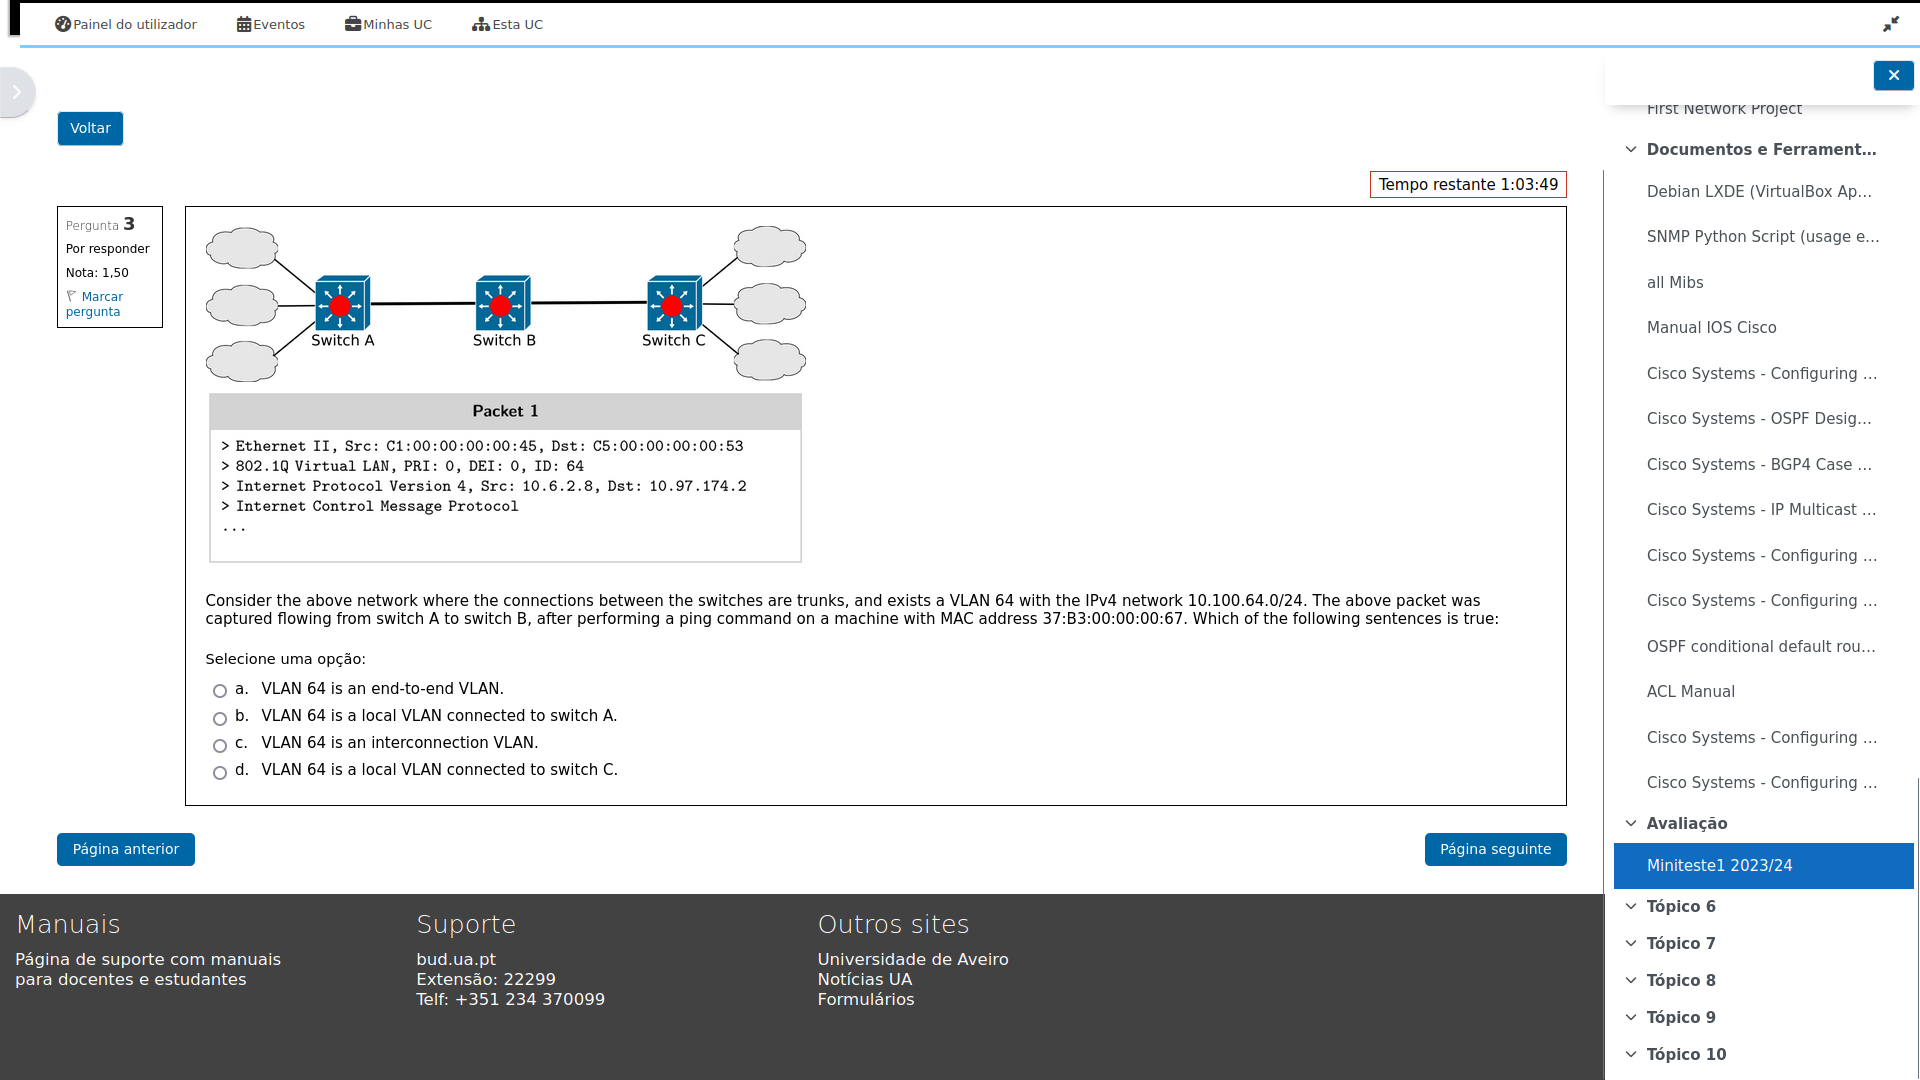 Painel do utilizador
Eventos
Minhas UC
Esta UC
Voltar
Tempo restante 1:03:49
Pergunta 3
Por responder
Nota: 1,50
Marcar
pergunta
Switch A
Switch B
Switch C
Packet 1
> Ethernet II, Src: C1:00:00:00:00:45, Dst: C5:00:00:00:00:53
> 802.1Q Virtual LAN, PRI: 0, DEI: 0, ID: 64
> Internet Protocol Version 4, Src: 10.6.2.8, Dst: 10.97.174.2
> Internet Control Message Protocol
...
Consider the above network where the connections between the switches are trunks, and exists a VLAN 64 with the IPv4 network 10.100.64.0/24. The above packet was
captured flowing from switch A to switch B, after performing a ping command on a machine with MAC address 37:B3:00:00:00:67. Which of the following sentences is true:
Selecione uma opção:
a. VLAN 64 is an end-to-end VLAN.
b. VLAN 64 is a local VLAN connected to switch A.
c. VLAN 64 is an interconnection VLAN.
d. VLAN 64 is a local VLAN connected to switch C.
Página anterior
Página seguinte
First Network Project
Documentos e Ferrament...
Debian LXDE (VirtualBox Ap...
SNMP Python Script (usage e...
all Mibs
Manual IOS Cisco
Cisco Systems - Configuring ...
Cisco Systems - OSPF Desig...
Cisco Systems - BGP4 Case ...
Cisco Systems - IP Multicast ...
Cisco Systems - Configuring ...
Cisco Systems - Configuring ...
OSPF conditional default rou...
ACL Manual
Cisco Systems - Configuring ...
Cisco Systems - Configuring ...
Avaliação
Miniteste1 2023/24
Tópico 6
Tópico 7
Tópico 8
Tópico 9
Tópico 10
Manuais
Página de suporte com manuais
para docentes e estudantes
Suporte
bud.ua.pt
Extensão: 22299
Telf: +351 234 370099
Outros sites
Universidade de Aveiro
Notícias UA
Formulários